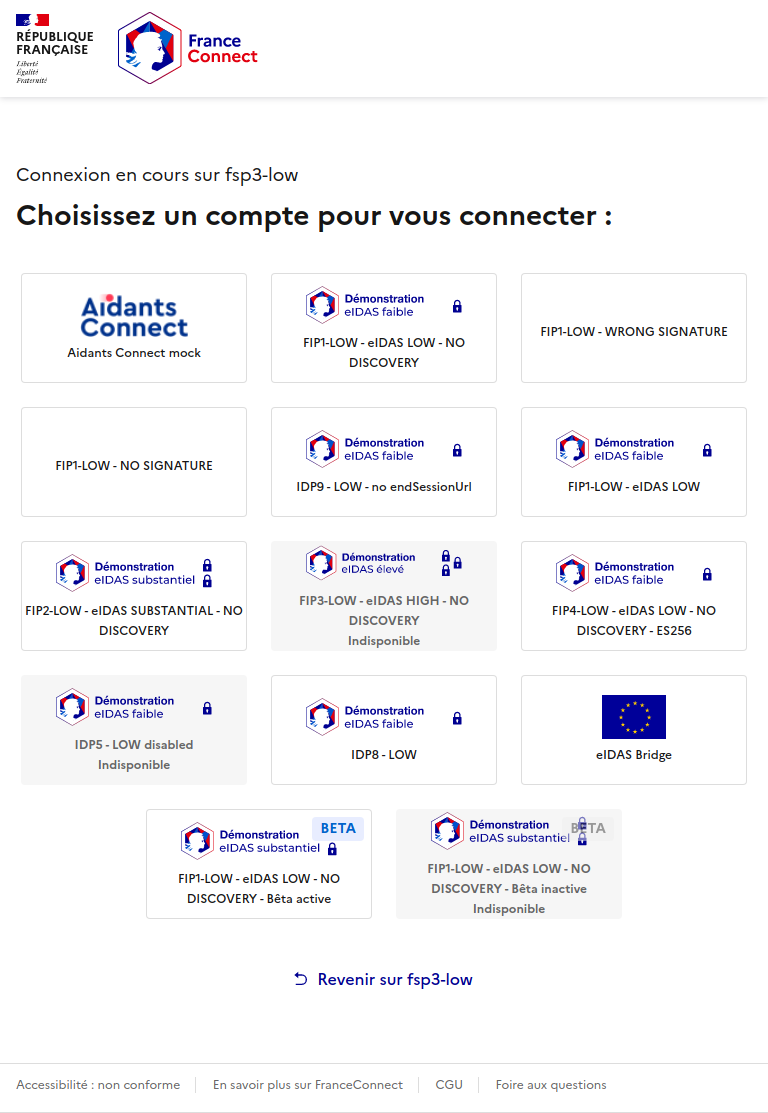 RÉPUBLIQUE
FRANÇAISE
Liberté
Égalité
Fraternité
France
Connect
Connexion en cours sur fsp3-low
Choisissez un compte pour vous connecter :
Aidants
Connect
Aidants Connect mock
Démonstration
eIDAS faible
FIP1-LOW - eIDAS LOW - NO
DISCOVERY
FIP1-LOW - WRONG SIGNATURE
FIP1-LOW - NO SIGNATURE
Démonstration
eIDAS faible
IDP9 - LOW - no endSessionUrl
Démonstration
eIDAS faible
FIP1-LOW - eIDAS LOW
Démonstration
eIDAS substantiel
FIP2-LOW - eIDAS SUBSTANTIAL - NO
DISCOVERY
Démonstration
eIDAS élevé
FIP3-LOW - eIDAS HIGH - NO
DISCOVERY
Indisponible
Démonstration
eIDAS faible
FIP4-LOW - eIDAS LOW - NO
DISCOVERY - ES256
Démonstration
eIDAS faible
IDP5 - LOW disabled
Indisponible
Démonstration
eIDAS faible
IDP8 - LOW
eIDAS Bridge
BETA
Démonstration
eIDAS substantiel
FIP1-LOW - eIDAS LOW - NO
DISCOVERY - Bêta active
BETA
Démonstration
eIDAS substantiel
FIP1-LOW - eIDAS LOW - NO
DISCOVERY - Bêta inactive
Indisponible
Revenir sur fsp3-low
Accessibilité : non conforme
En savoir plus sur FranceConnect
CGU
Foire aux questions